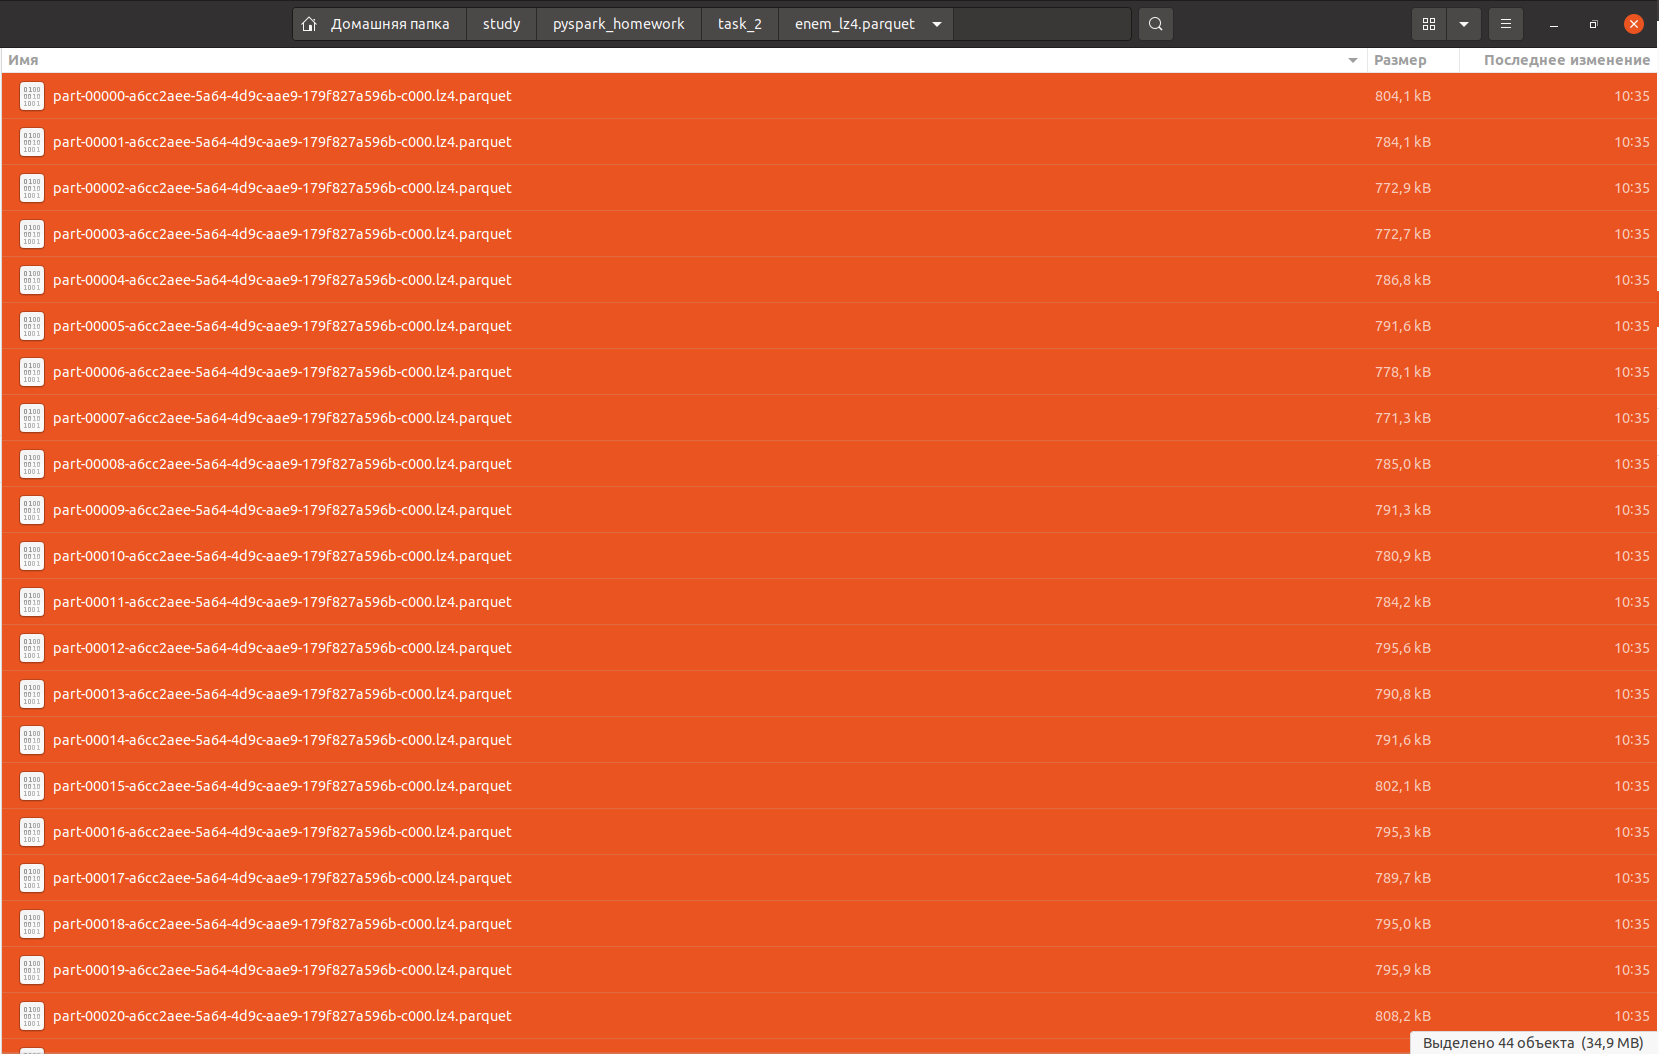 Домашняя папка study pyspark_homework task_2 enem_lz4.parquet
Имя Размер Последнее изменение
part-00000-a6cc2aee-5a64-4d9c-aae9-179f827a596b-c000.lz4.parquet 804,1 kB 10:35
part-00001-a6cc2aee-5a64-4d9c-aae9-179f827a596b-c000.lz4.parquet 784,1 kB 10:35
part-00002-a6cc2aee-5a64-4d9c-aae9-179f827a596b-c000.lz4.parquet 772,9 kB 10:35
part-00003-a6cc2aee-5a64-4d9c-aae9-179f827a596b-c000.lz4.parquet 772,7 kB 10:35
part-00004-a6cc2aee-5a64-4d9c-aae9-179f827a596b-c000.lz4.parquet 786,8 kB 10:35
part-00005-a6cc2aee-5a64-4d9c-aae9-179f827a596b-c000.lz4.parquet 791,6 kB 10:35
part-00006-a6cc2aee-5a64-4d9c-aae9-179f827a596b-c000.lz4.parquet 778,1 kB 10:35
part-00007-a6cc2aee-5a64-4d9c-aae9-179f827a596b-c000.lz4.parquet 771,3 kB 10:35
part-00008-a6cc2aee-5a64-4d9c-aae9-179f827a596b-c000.lz4.parquet 785,0 kB 10:35
part-00009-a6cc2aee-5a64-4d9c-aae9-179f827a596b-c000.lz4.parquet 791,3 kB 10:35
part-00010-a6cc2aee-5a64-4d9c-aae9-179f827a596b-c000.lz4.parquet 780,9 kB 10:35
part-00011-a6cc2aee-5a64-4d9c-aae9-179f827a596b-c000.lz4.parquet 784,2 kB 10:35
part-00012-a6cc2aee-5a64-4d9c-aae9-179f827a596b-c000.lz4.parquet 795,6 kB 10:35
part-00013-a6cc2aee-5a64-4d9c-aae9-179f827a596b-c000.lz4.parquet 790,8 kB 10:35
part-00014-a6cc2aee-5a64-4d9c-aae9-179f827a596b-c000.lz4.parquet 791,6 kB 10:35
part-00015-a6cc2aee-5a64-4d9c-aae9-179f827a596b-c000.lz4.parquet 802,1 kB 10:35
part-00016-a6cc2aee-5a64-4d9c-aae9-179f827a596b-c000.lz4.parquet 795,3 kB 10:35
part-00017-a6cc2aee-5a64-4d9c-aae9-179f827a596b-c000.lz4.parquet 789,7 kB 10:35
part-00018-a6cc2aee-5a64-4d9c-aae9-179f827a596b-c000.lz4.parquet 795,0 kB 10:35
part-00019-a6cc2aee-5a64-4d9c-aae9-179f827a596b-c000.lz4.parquet 795,9 kB 10:35
part-00020-a6cc2aee-5a64-4d9c-aae9-179f827a596b-c000.lz4.parquet 808,2 kB 10:35
Выделено 44 объекта (34,9 MB)